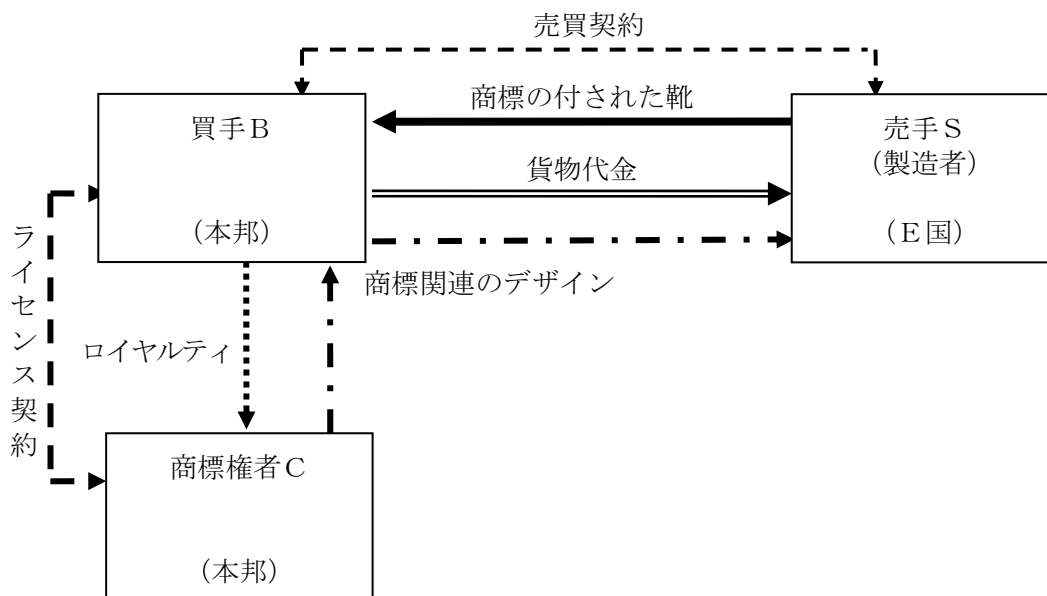 売買契約
商標の付された靴
買手Ｂ
（本邦）
売手Ｓ
（製造者）
（Ｅ国）
貨物代金
商標関連のデザイン
ライセンス契約
ロイヤルティ
商標権者Ｃ
（本邦）